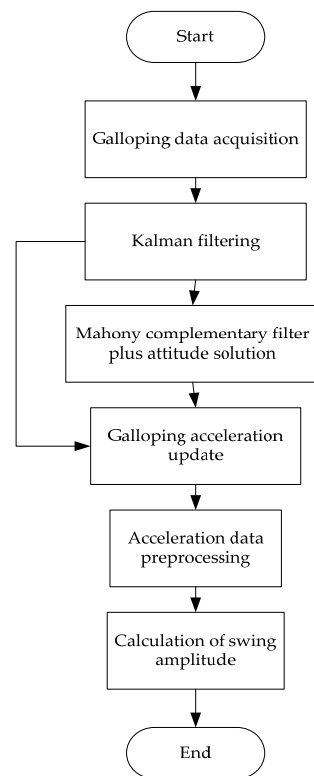 Start
Galloping data acquisition
Kalman filtering
Mahony complementary filter
plus attitude solution
Galloping acceleration
update
Acceleration data
preprocessing
Calculation of swing
amplitude
End